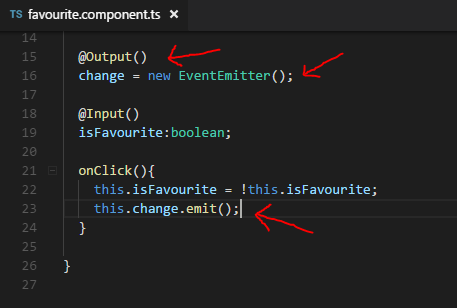 TS favourite.component.ts ×
14
15 @Output()
16 change = new EventEmitter();
17
18 @Input()
19 isFavourite:boolean;
20
21 onClick(){
22 this.isFavourite = !this.isFavourite;
23 this.change.emit();
24 }
25
26 }
27